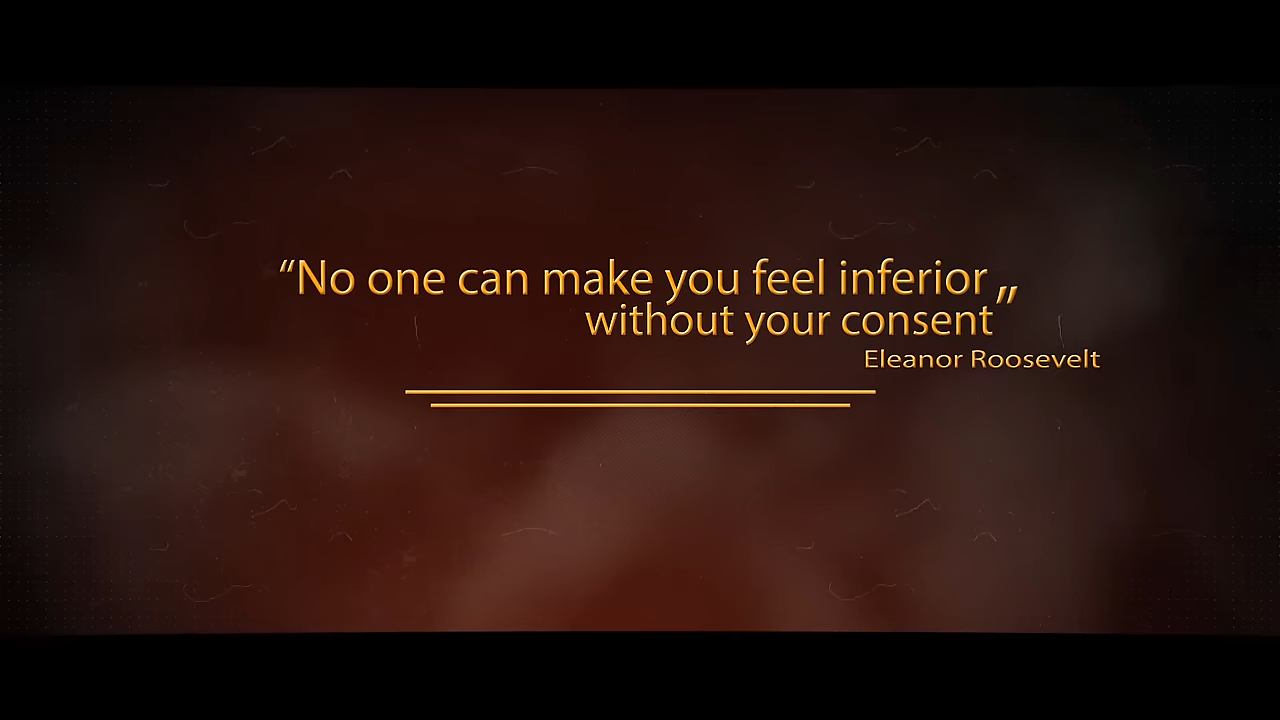 “No one can make you feel inferior
without your consent„
Eleanor Roosevelt